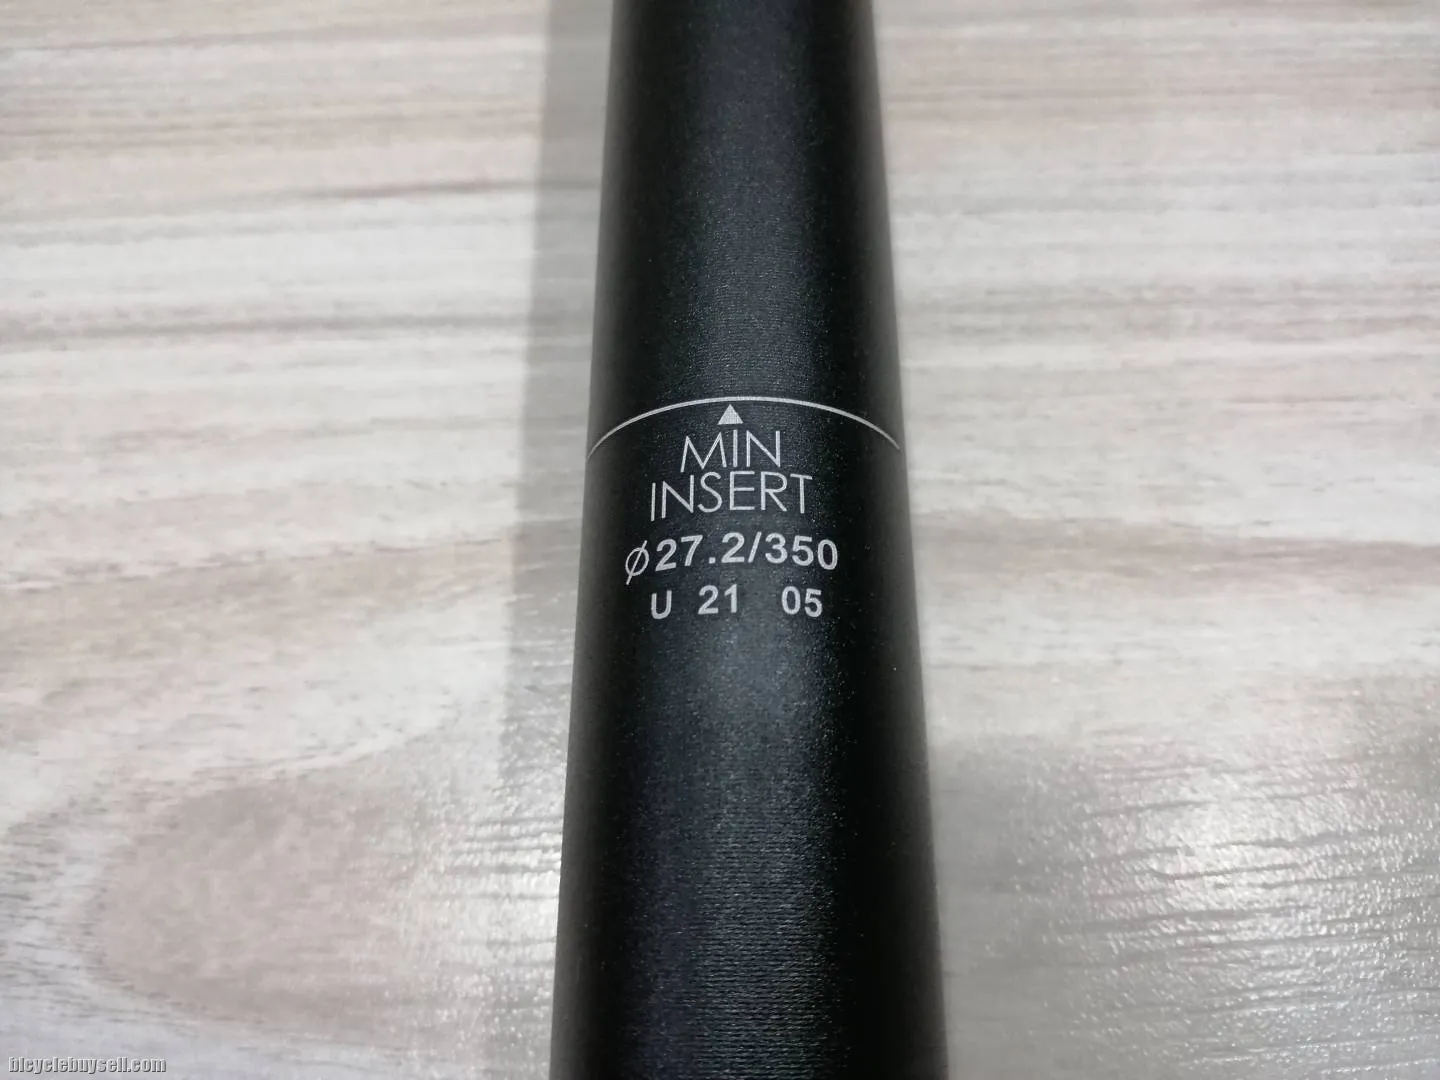 MIN
INSERT
⌀27.2/350
U 21 05
bicyclebuysell.com